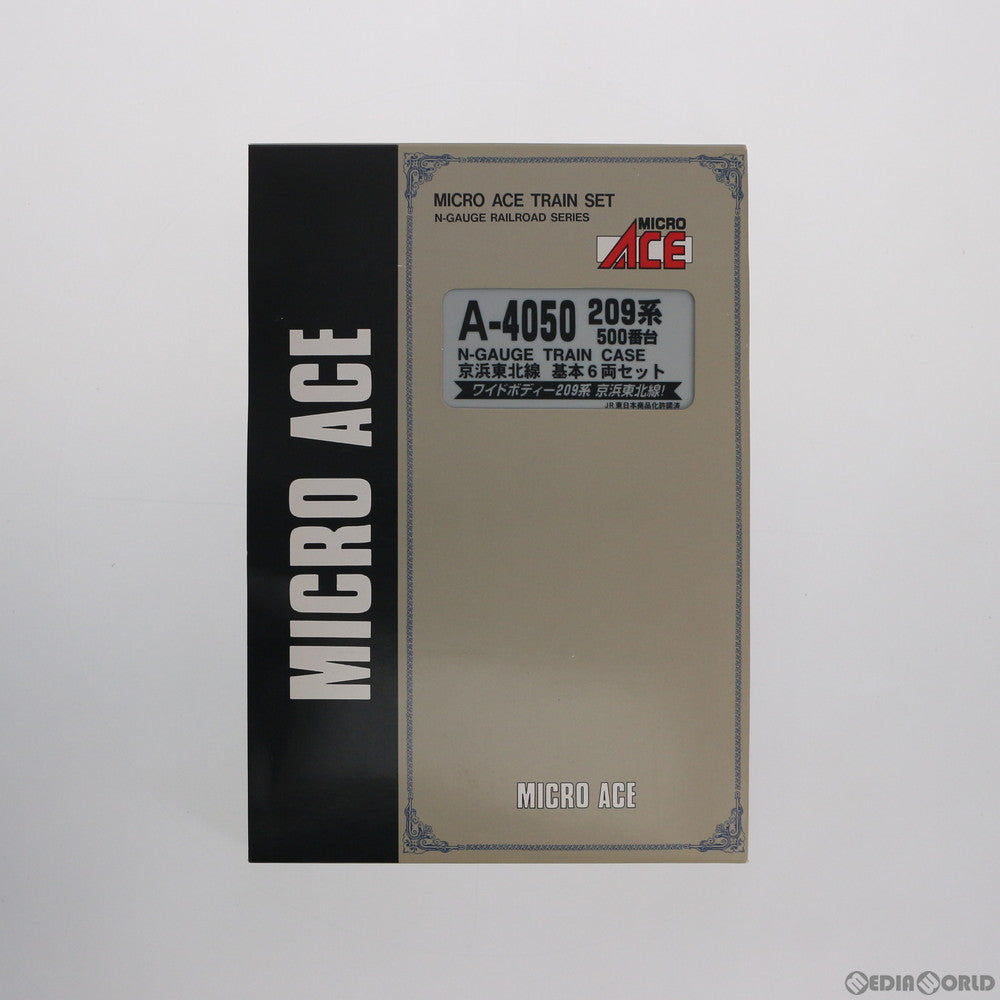 MICRO ACE
MICRO ACE TRAIN SET
N-GAUGE RAILROAD SERIES
MICRO
ACE
A-4050 209系
500番台
N-GAUGE TRAIN CASE
京浜東北線 基本6両セット
ワイドボディー209系 京浜東北線!
JR東日本商品化許諾済
MICRO ACE
MEDIAWORLD